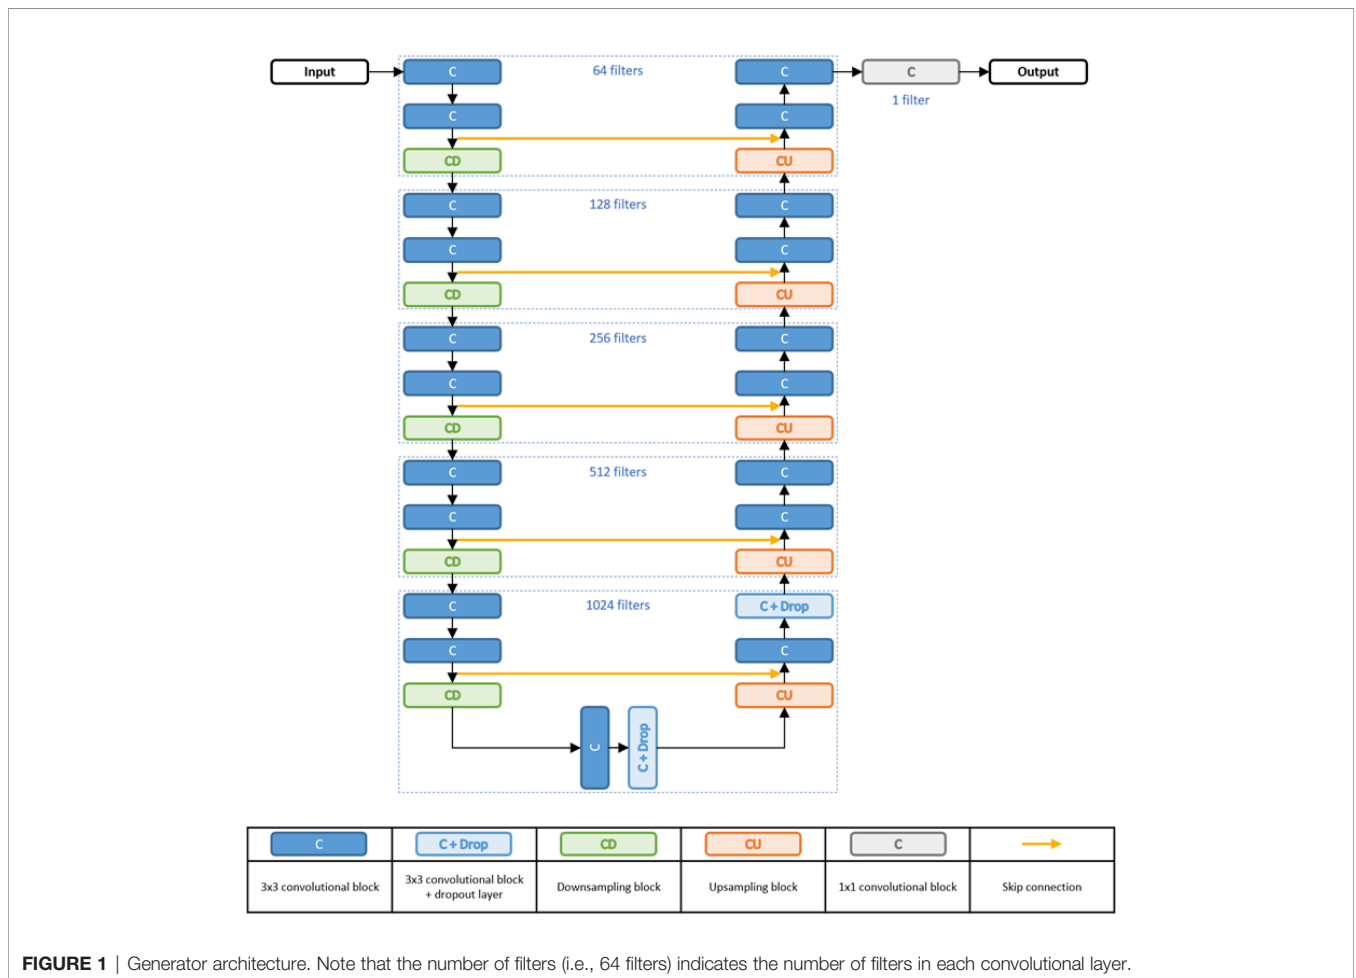 Input
C
64 filters
C
C
Output
1 filter
C
C
CD
CU
C
128 filters
C
C
C
CD
CU
C
256 filters
C
C
C
CD
CU
C
512 filters
C
C
C
CD
CU
C
1024 filters
C + Drop
C
C
CD
CU
C
C + Drop
C
C + Drop
CD
CU
C
3x3 convolutional block
3x3 convolutional block
+ dropout layer
Downsampling block
Upsampling block
1x1 convolutional block
Skip connection
FIGURE 1 | Generator architecture. Note that the number of filters (i.e., 64 filters) indicates the number of filters in each convolutional layer.